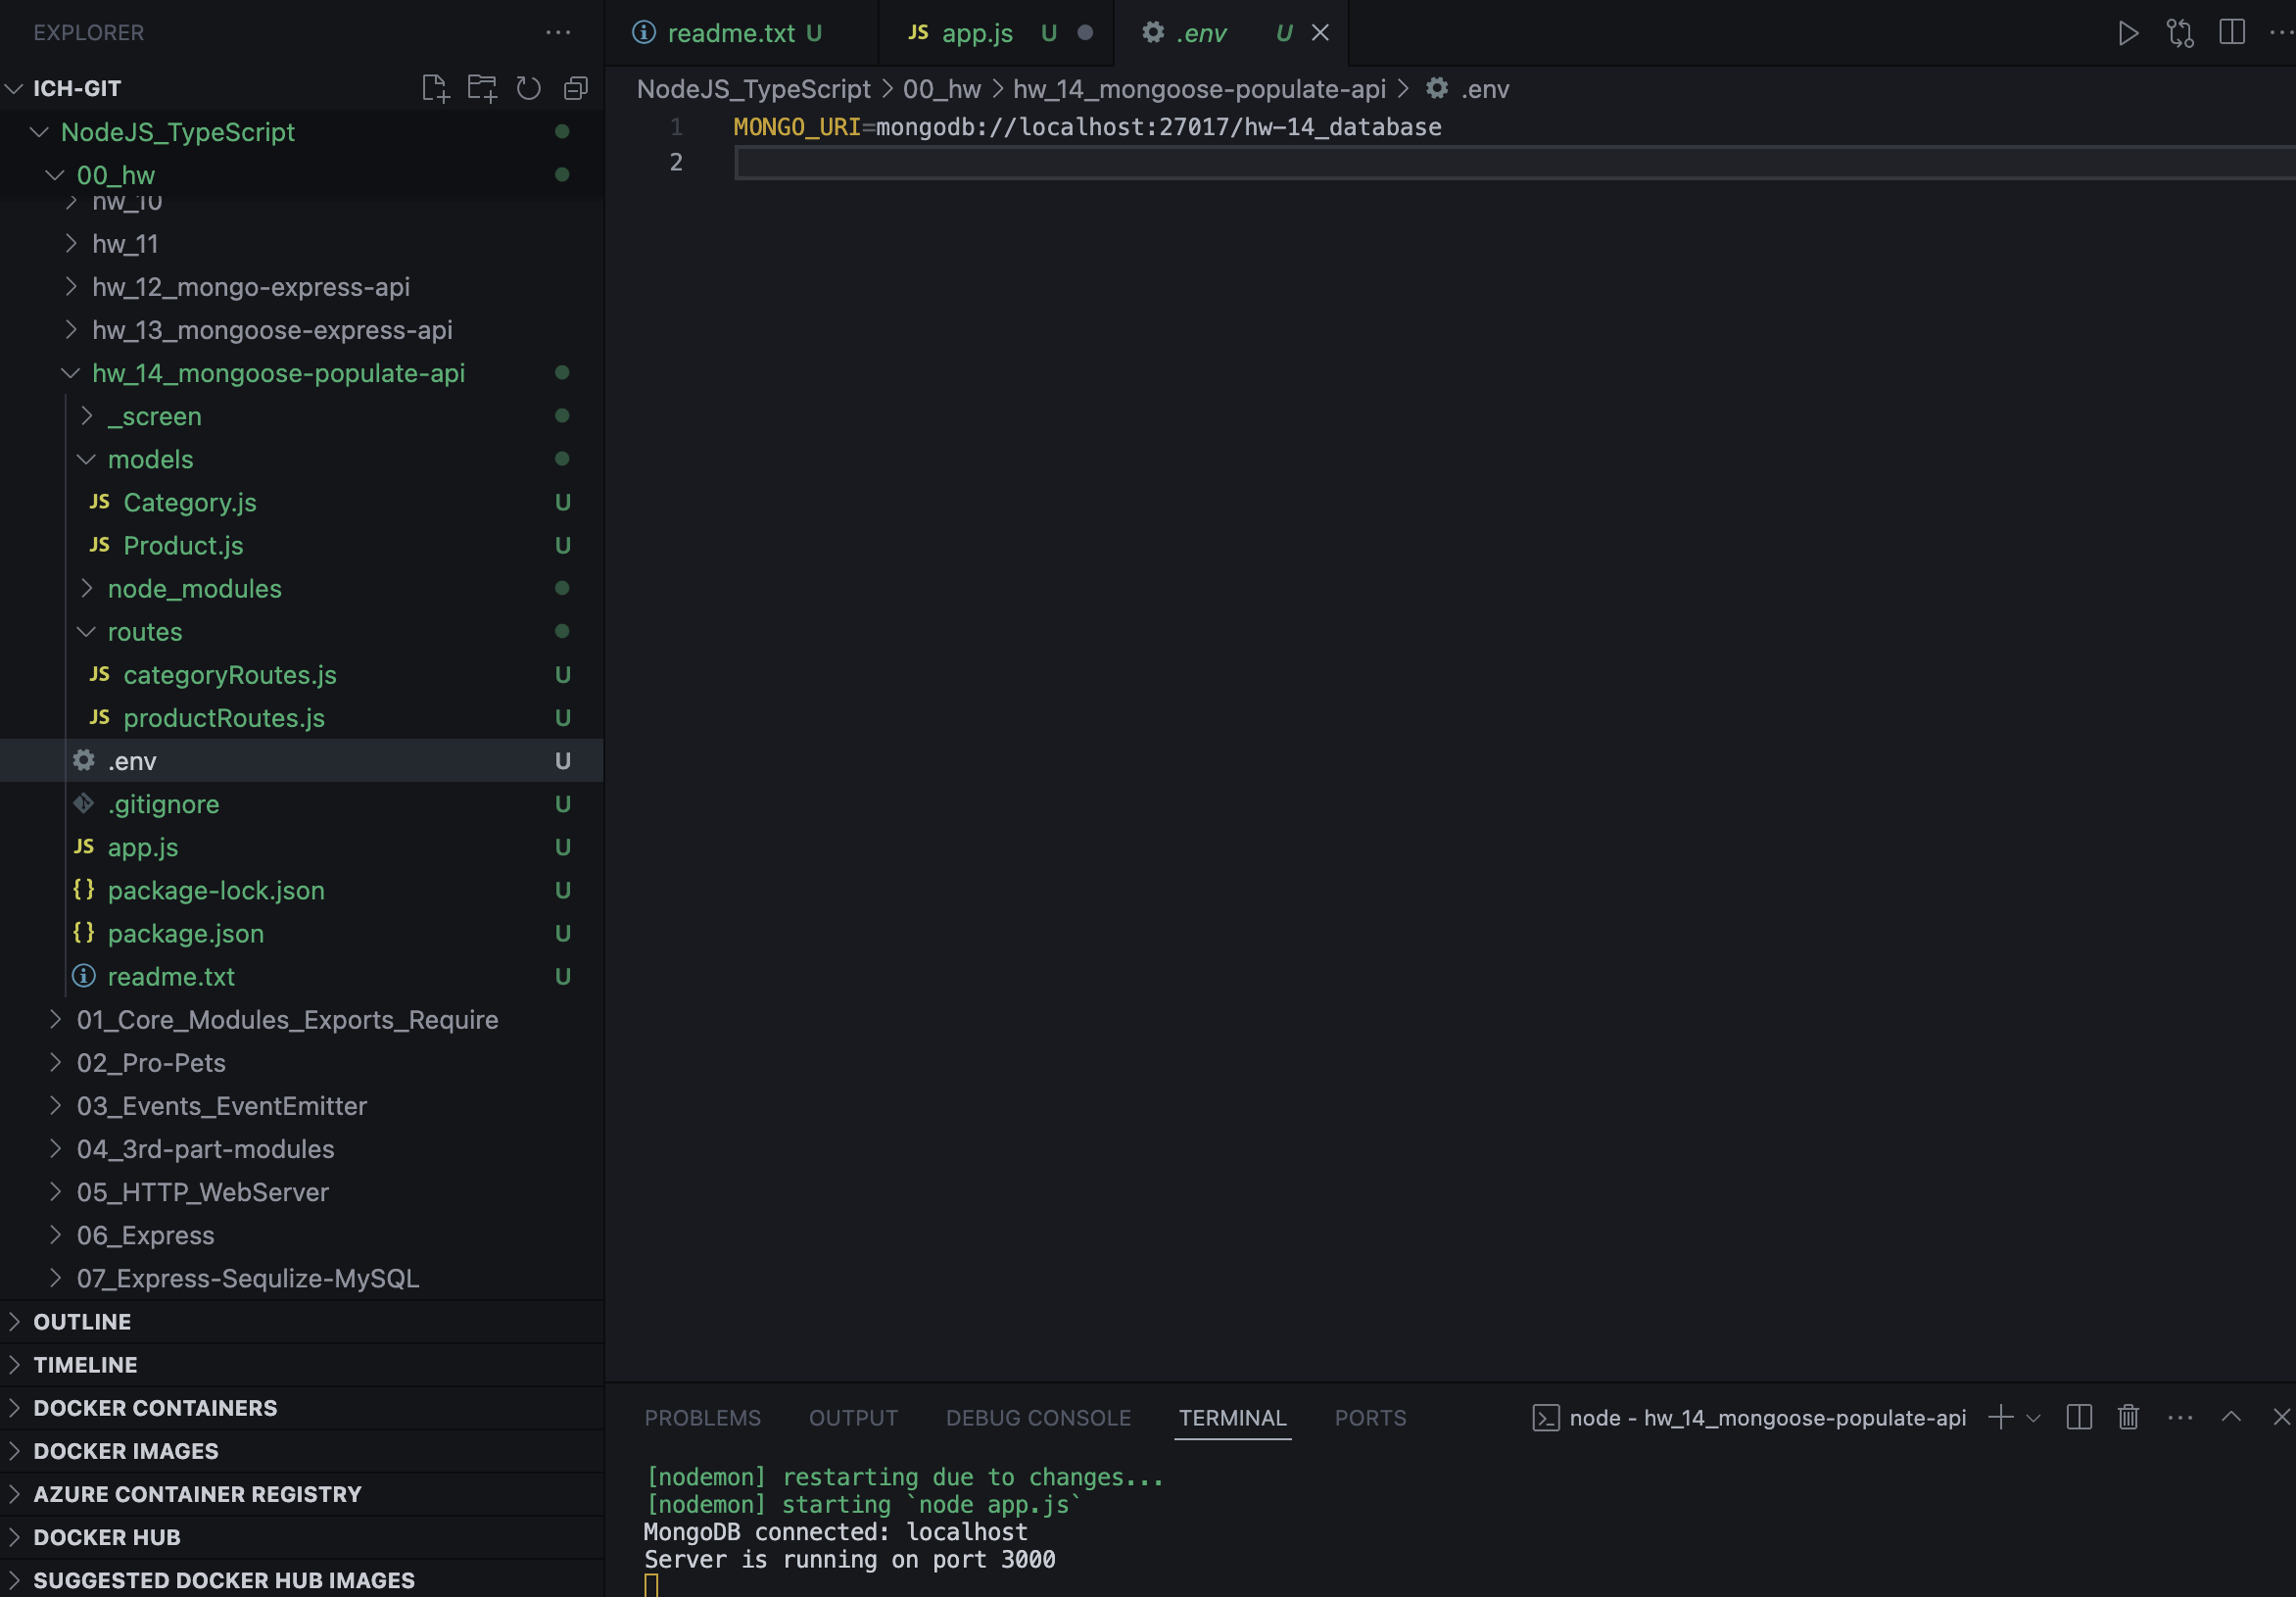 EXPLORER
ICH-GIT
NodeJS_TypeScript
00_hw
hw_10
hw_11
hw_12_mongo-express-api
hw_13_mongoose-express-api
hw_14_mongoose-populate-api
_screen
models
JS Category.js U
JS Product.js U
node_modules
routes
JS categoryRoutes.js U
JS productRoutes.js U
.env U
.gitignore U
JS app.js U
{} package-lock.json U
{} package.json U
readme.txt U
01_Core_Modules_Exports_Require
02_Pro-Pets
03_Events_EventEmitter
04_3rd-part-modules
05_HTTP_WebServer
06_Express
07_Express-Sequlize-MySQL
OUTLINE
TIMELINE
DOCKER CONTAINERS
DOCKER IMAGES
AZURE CONTAINER REGISTRY
DOCKER HUB
SUGGESTED DOCKER HUB IMAGES
readme.txt U JS app.js U .env U
NodeJS_TypeScript > 00_hw > hw_14_mongoose-populate-api > .env
1 MONGO_URI=mongodb://localhost:27017/hw-14_database
2
PROBLEMS OUTPUT DEBUG CONSOLE TERMINAL PORTS node - hw_14_mongoose-populate-api
[nodemon] restarting due to changes...
[nodemon] starting `node app.js`
MongoDB connected: localhost
Server is running on port 3000